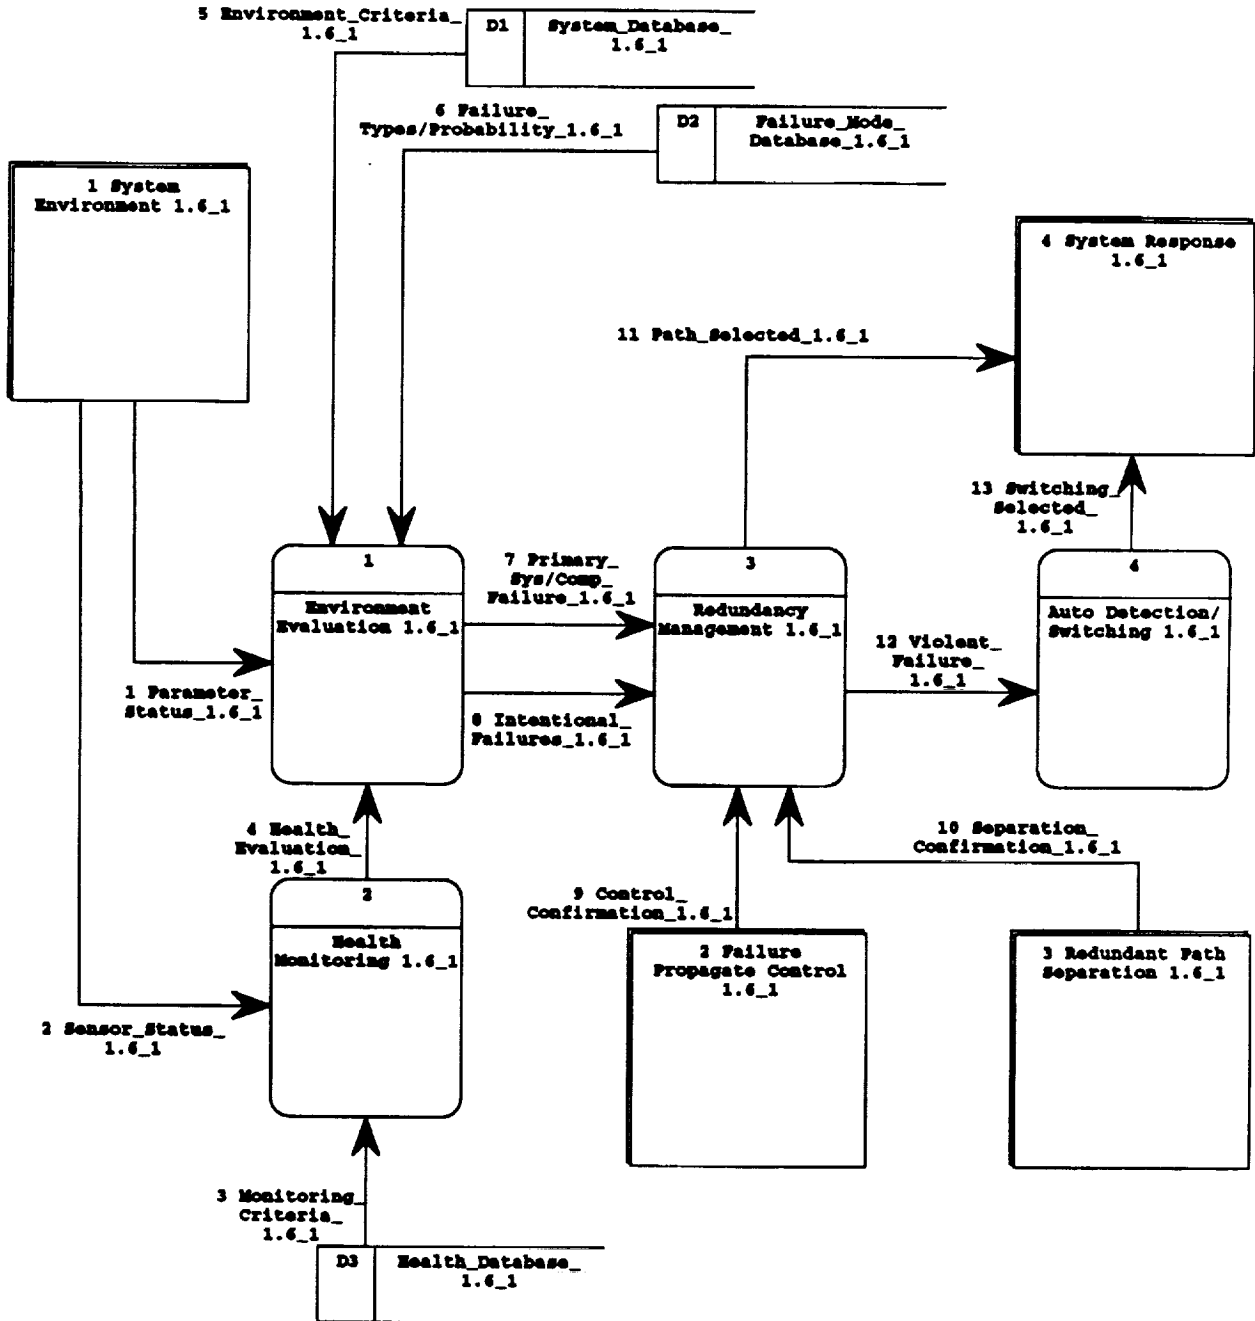 5 Environment_Criteria_
1.6_1
D1
System_Database_
1.6_1
6 Failure_
Types/Probability_1.6_1
D2
Failure_Mode_
Database_1.6_1
1 System
Environment 1.6_1
4 System Response
1.6_1
11 Path_Selected_1.6_1
13 Switching_
Selected_
1.6_1
1
Environment
Evaluation 1.6_1
7 Primary_
Sys/Comp_
Failure_1.6_1
3
Redundancy
Management 1.6_1
4
Auto Detection/
Switching 1.6_1
12 Violent_
Failure_
1.6_1
1 Parameter_
Status_1.6_1
8 Intentional_
Failures_1.6_1
4 Health_
Evaluation_
1.6_1
10 Separation_
Confirmation_1.6_1
2
Health
Monitoring 1.6_1
9 Control_
Confirmation_1.6_1
2 Failure
Propagate Control
1.6_1
3 Redundant Path
Separation 1.6_1
2 Sensor_Status_
1.6_1
3 Monitoring_
Criteria_
1.6_1
D3
Health_Database_
1.6_1